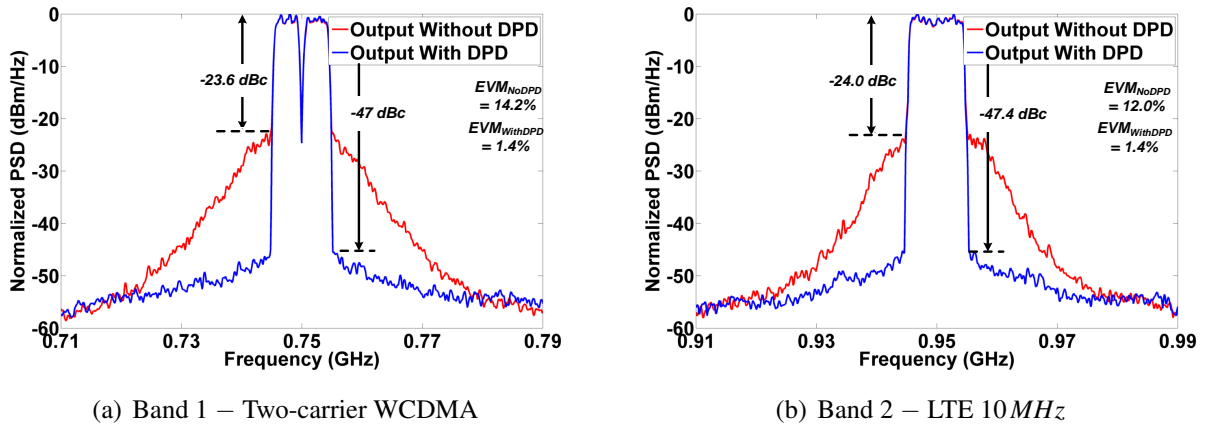 Normalized PSD (dBm/Hz)
0
-10
-20
-30
-40
-50
-60
Output Without DPD
Output With DPD
-23.6 dBc
-47 dBc
EVM_NoDPD
= 14.2%
EVM_WithDPD
= 1.4%
0.71 0.73 0.75 0.77 0.79
Frequency (GHz)
(a) Band 1 − Two-carrier WCDMA
Normalized PSD (dBm/Hz)
0
-10
-20
-30
-40
-50
-60
Output Without DPD
Output With DPD
-24.0 dBc
-47.4 dBc
EVM_NoDPD
= 12.0%
EVM_WithDPD
= 1.4%
0.91 0.93 0.95 0.97 0.99
Frequency (GHz)
(b) Band 2 − LTE 10 MHz